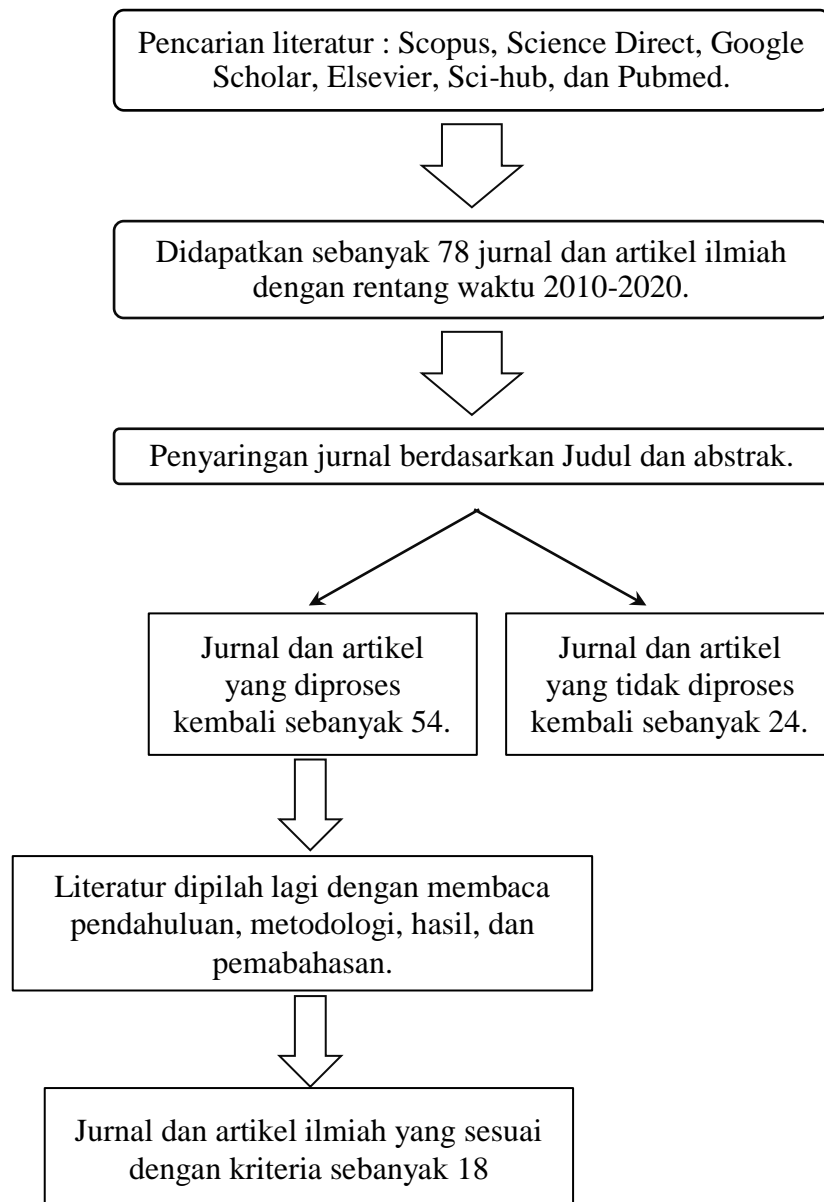 Pencarian literatur : Scopus, Science Direct, Google
Scholar, Elsevier, Sci-hub, dan Pubmed.
Didapatkan sebanyak 78 jurnal dan artikel ilmiah
dengan rentang waktu 2010-2020.
Penyaringan jurnal berdasarkan Judul dan abstrak.
Jurnal dan artikel
yang diproses
kembali sebanyak 54.
Jurnal dan artikel
yang tidak diproses
kembali sebanyak 24.
Literatur dipilah lagi dengan membaca
pendahuluan, metodologi, hasil, dan
pemabahasan.
Jurnal dan artikel ilmiah yang sesuai
dengan kriteria sebanyak 18